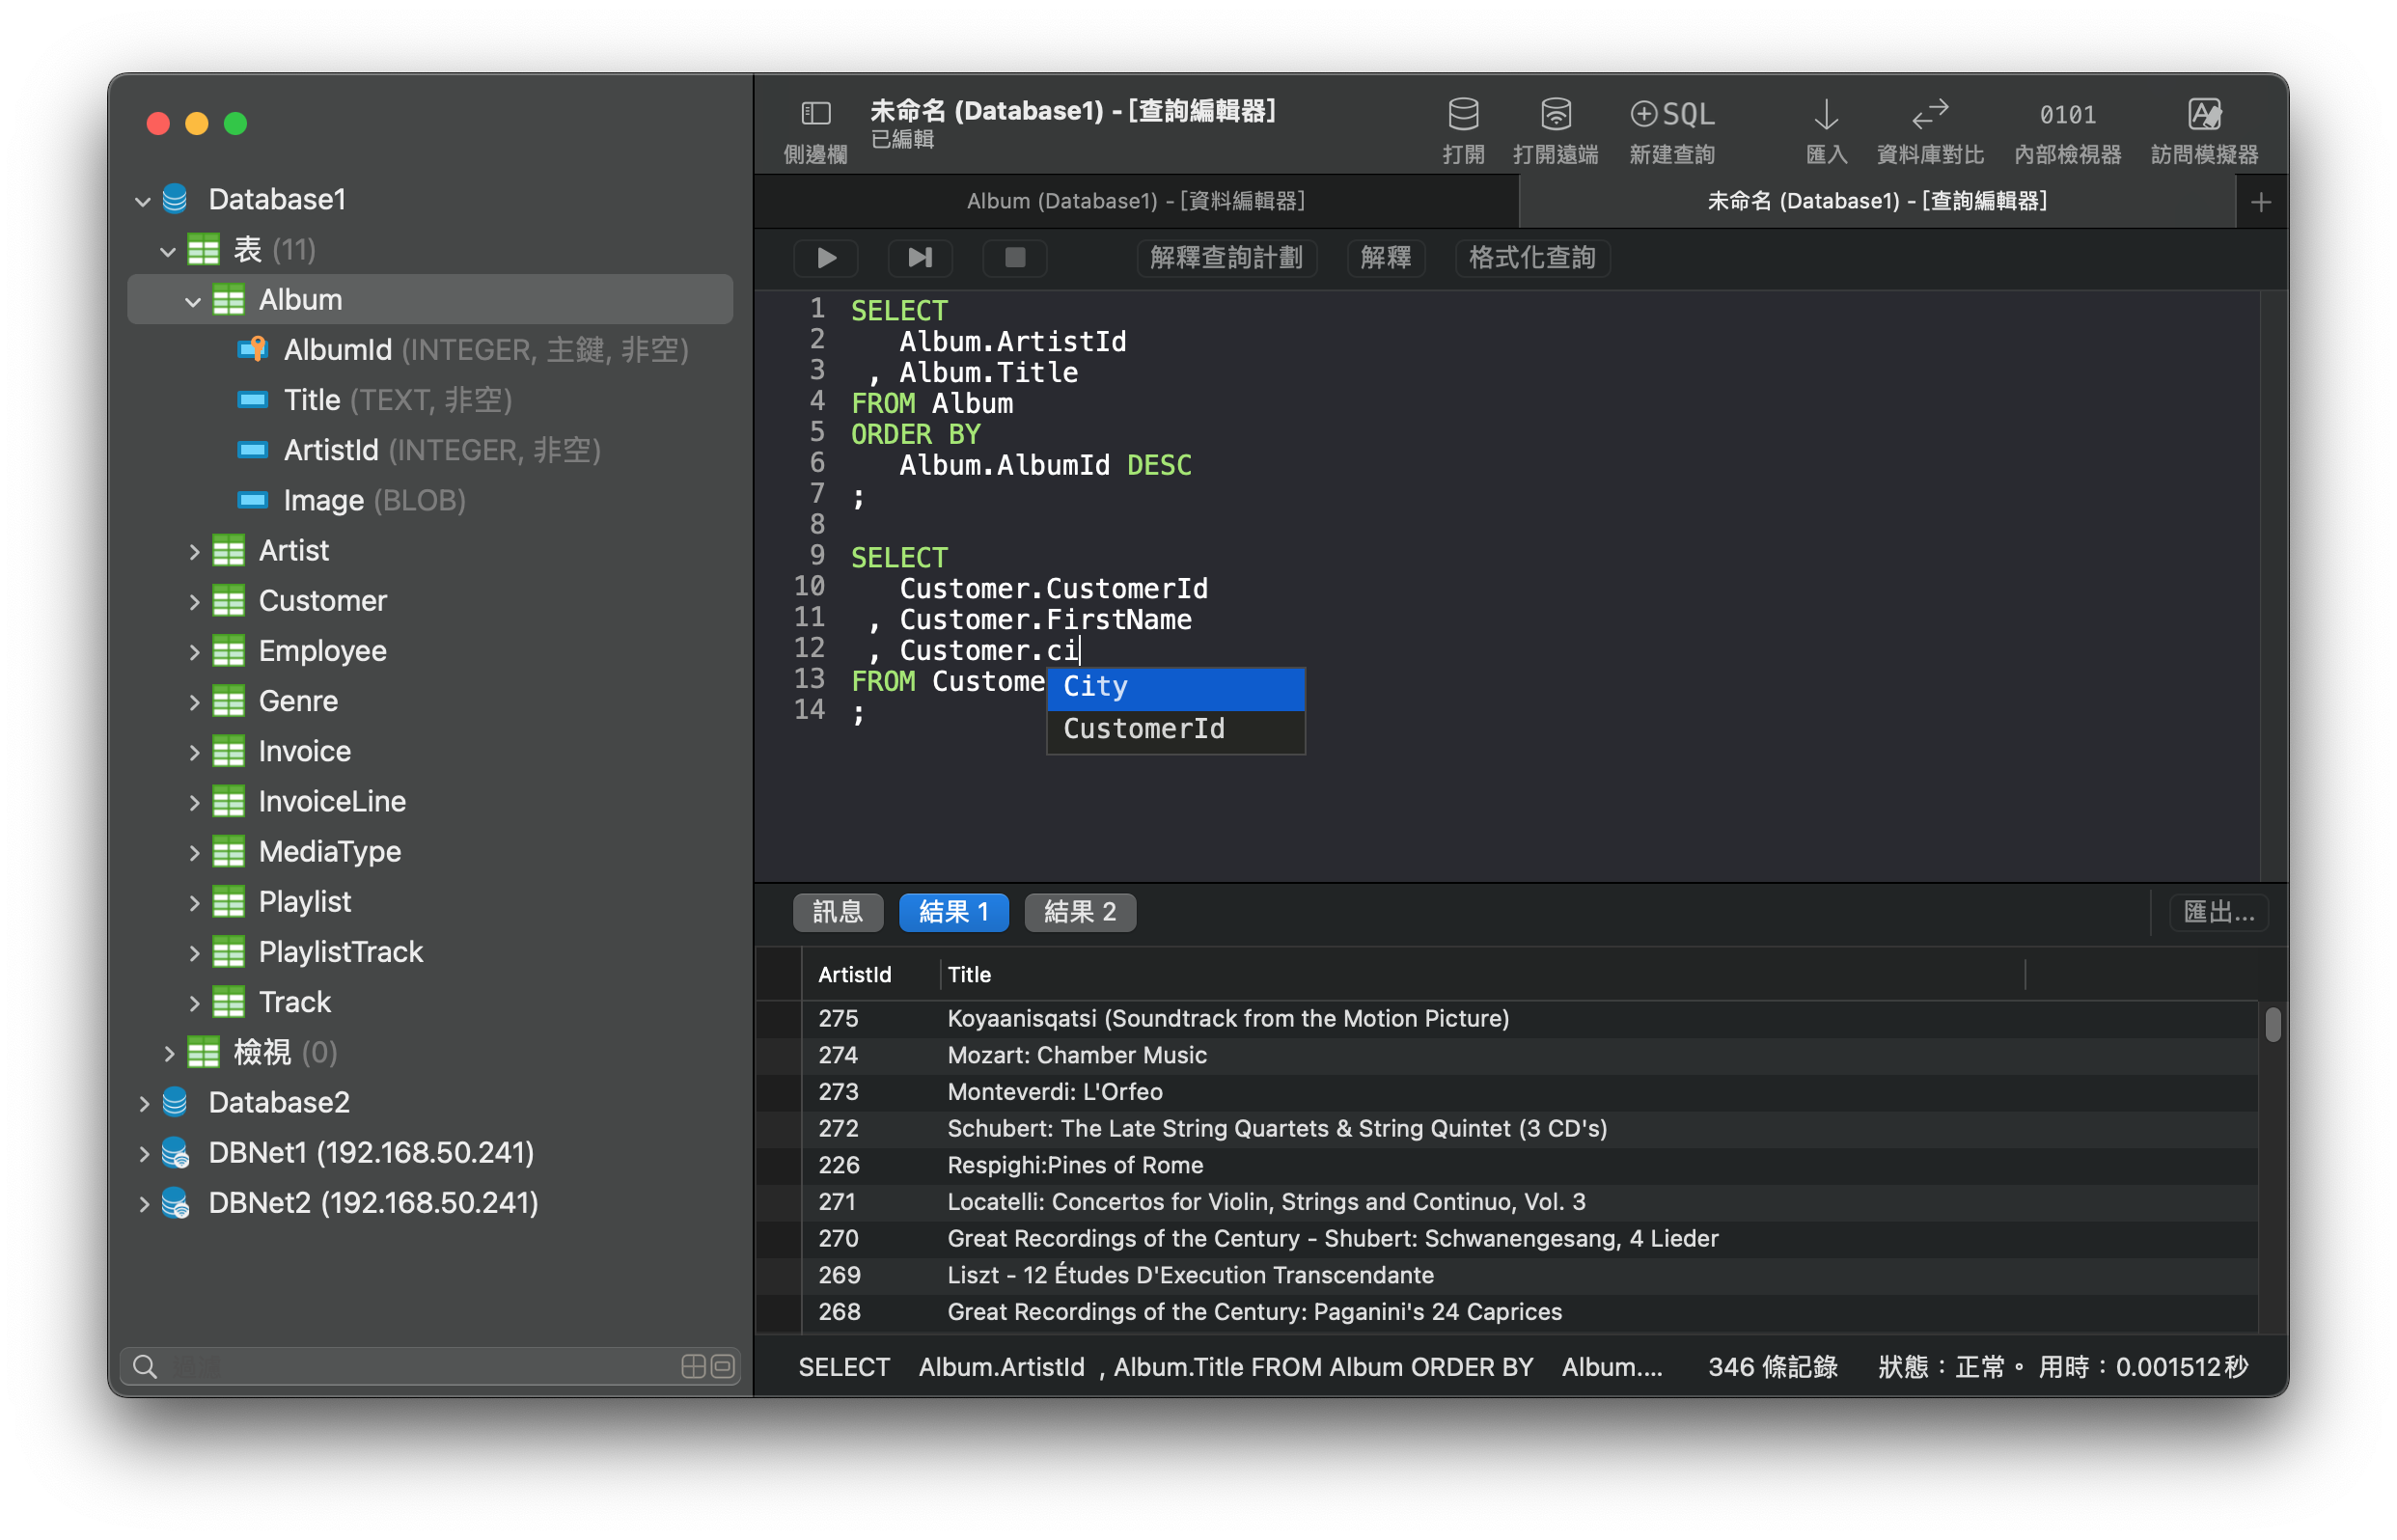 Database1
表 (11)
Album
AlbumId (INTEGER, 主鍵, 非空)
Title (TEXT, 非空)
ArtistId (INTEGER, 非空)
Image (BLOB)
Artist
Customer
Employee
Genre
Invoice
InvoiceLine
MediaType
Playlist
PlaylistTrack
Track
檢視 (0)
Database2
DBNet1 (192.168.50.241)
DBNet2 (192.168.50.241)
側邊欄
未命名 (Database1) - [查詢編輯器]
已編輯
打開
打開遠端
SQL
新建查詢
匯入
資料庫對比
0101
內部檢視器
訪問模擬器
Album (Database1) - [資料編輯器]
未命名 (Database1) - [查詢編輯器]
解釋查詢計劃 解釋 格式化查詢
1 SELECT
2 Album.ArtistId
3 , Album.Title
4 FROM Album
5 ORDER BY
6 Album.AlbumId DESC
7 ;
8
9 SELECT
10 Customer.CustomerId
11 , Customer.FirstName
12 , Customer.ci
13 FROM Custome
14 ;
City
CustomerId
訊息 結果 1 結果 2 匯出...
ArtistId Title
275 Koyaanisqatsi (Soundtrack from the Motion Picture)
274 Mozart: Chamber Music
273 Monteverdi: L'Orfeo
272 Schubert: The Late String Quartets & String Quintet (3 CD's)
226 Respighi:Pines of Rome
271 Locatelli: Concertos for Violin, Strings and Continuo, Vol. 3
270 Great Recordings of the Century - Shubert: Schwanengesang, 4 Lieder
269 Liszt - 12 Études D'Execution Transcendante
268 Great Recordings of the Century: Paganini's 24 Caprices
SELECT Album.ArtistId , Album.Title FROM Album ORDER BY Album.... 346 條記錄 狀態：正常。用時：0.001512秒